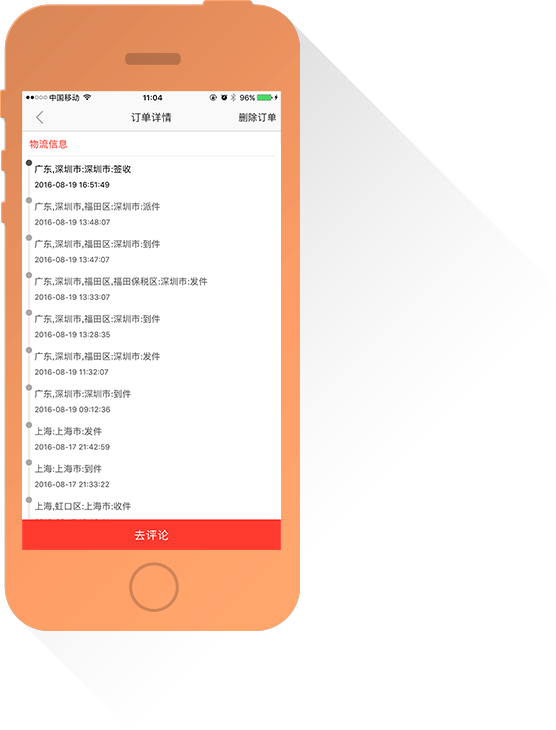 中国移动 11:04 96%
订单详情 删除订单
物流信息
广东,深圳市:深圳市:签收
2016-08-19 16:51:49
广东,深圳市,福田区:深圳市:派件
2016-08-19 13:48:07
广东,深圳市,福田区:深圳市:到件
2016-08-19 13:47:07
广东,深圳市,福田区,福田保税区:深圳市:发件
2016-08-19 13:33:07
广东,深圳市,福田区:深圳市:到件
2016-08-19 13:28:35
广东,深圳市,福田区:深圳市:发件
2016-08-19 11:32:07
广东,深圳市:深圳市:到件
2016-08-19 09:12:36
上海:上海市:发件
2016-08-17 21:42:59
上海:上海市:到件
2016-08-17 21:33:22
上海,虹口区:上海市:收件
去评论